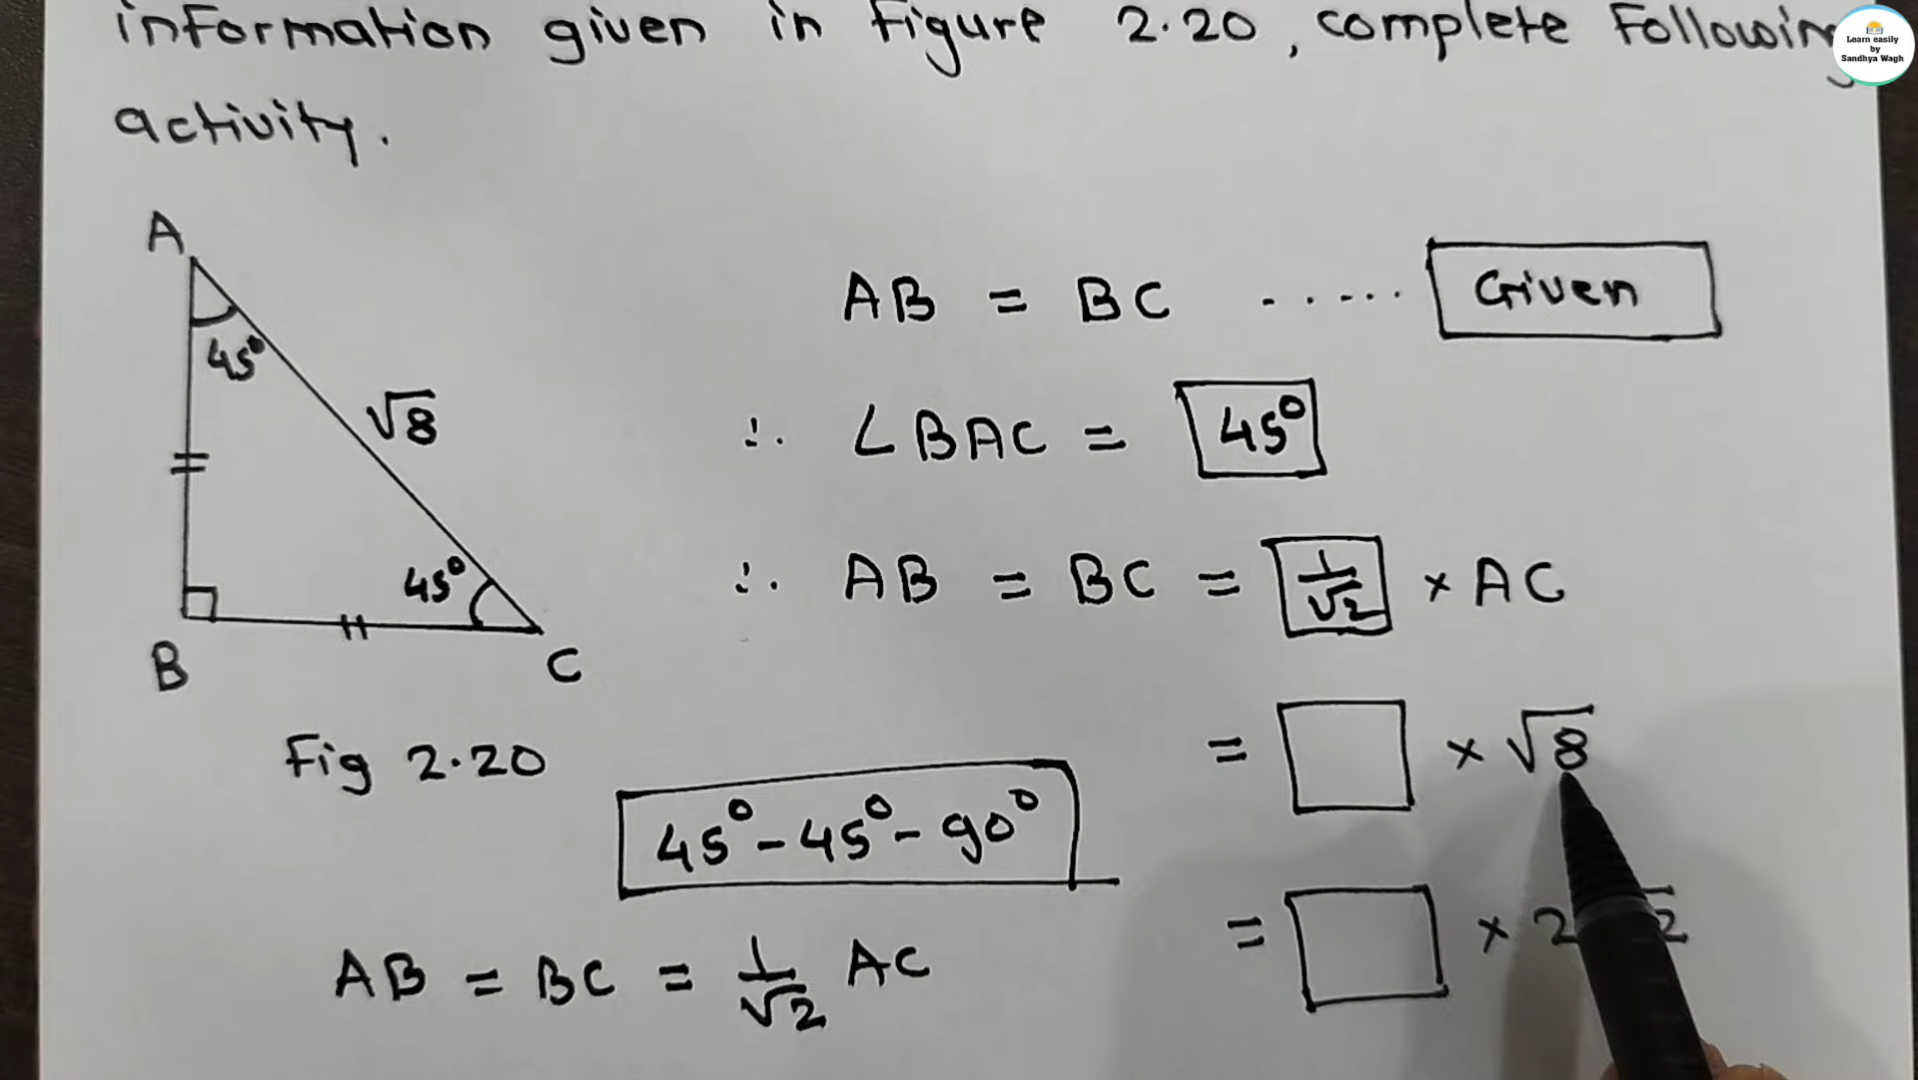 information given in figure 2.20, complete Following
activity.
Learn easily
by
Sandhya Wagh
A
45°
√8
45°
B
C
Fig 2.20
AB = BC ...... Given
∴ ∠BAC = 45°
∴ AB = BC = 1/√2 × AC
= × √8
= × 2√2
45° - 45° - 90°
AB = BC = 1/√2 AC